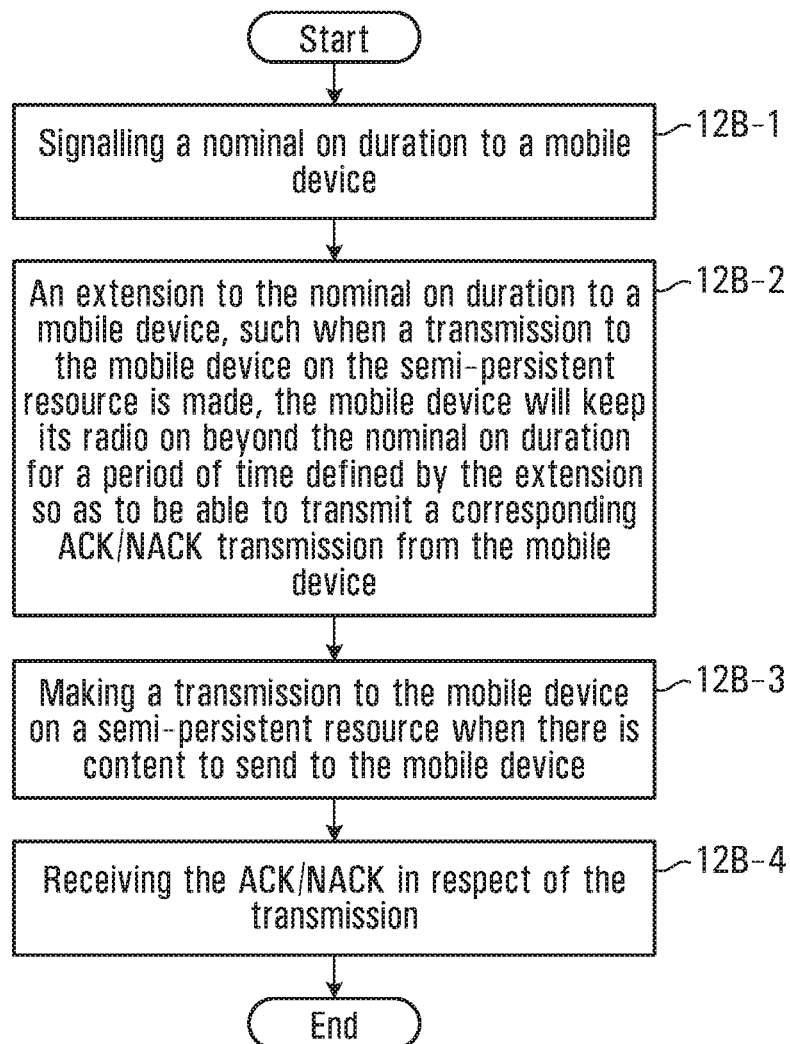 Start
Signalling a nominal on duration to a mobile
device
12B-1
An extension to the nominal on duration to a
mobile device, such when a transmission to
the mobile device on the semi-persistent
resource is made, the mobile device will keep
its radio on beyond the nominal on duration
for a period of time defined by the extension
so as to be able to transmit a corresponding
ACK/NACK transmission from the mobile
device
12B-2
Making a transmission to the mobile device
on a semi-persistent resource when there is
content to send to the mobile device
12B-3
Receiving the ACK/NACK in respect of the
transmission
12B-4
End